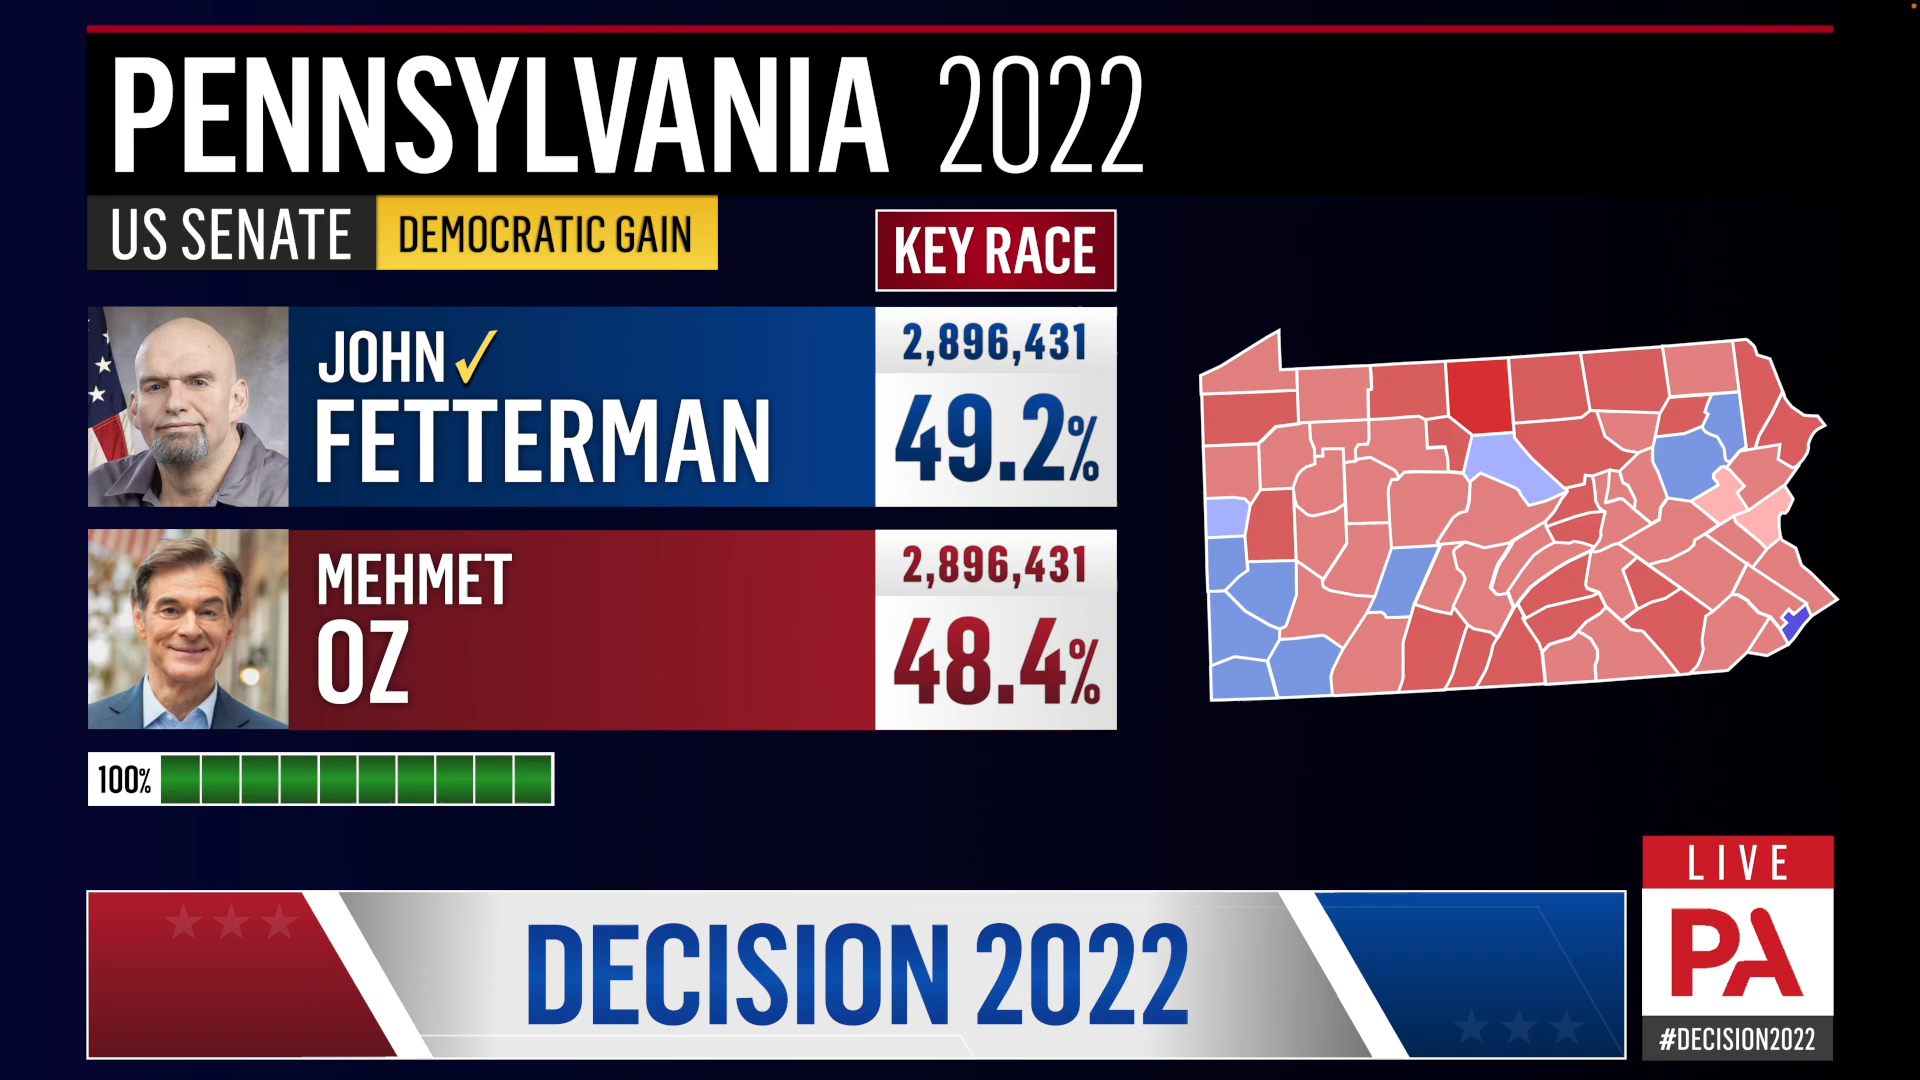 PENNSYLVANIA 2022
US SENATE DEMOCRATIC GAIN
KEY RACE
JOHN✓
FETTERMAN
2,896,431
49.2%
MEHMET
OZ
2,896,431
48.4%
100%
DECISION 2022
LIVE
PA
#DECISION2022